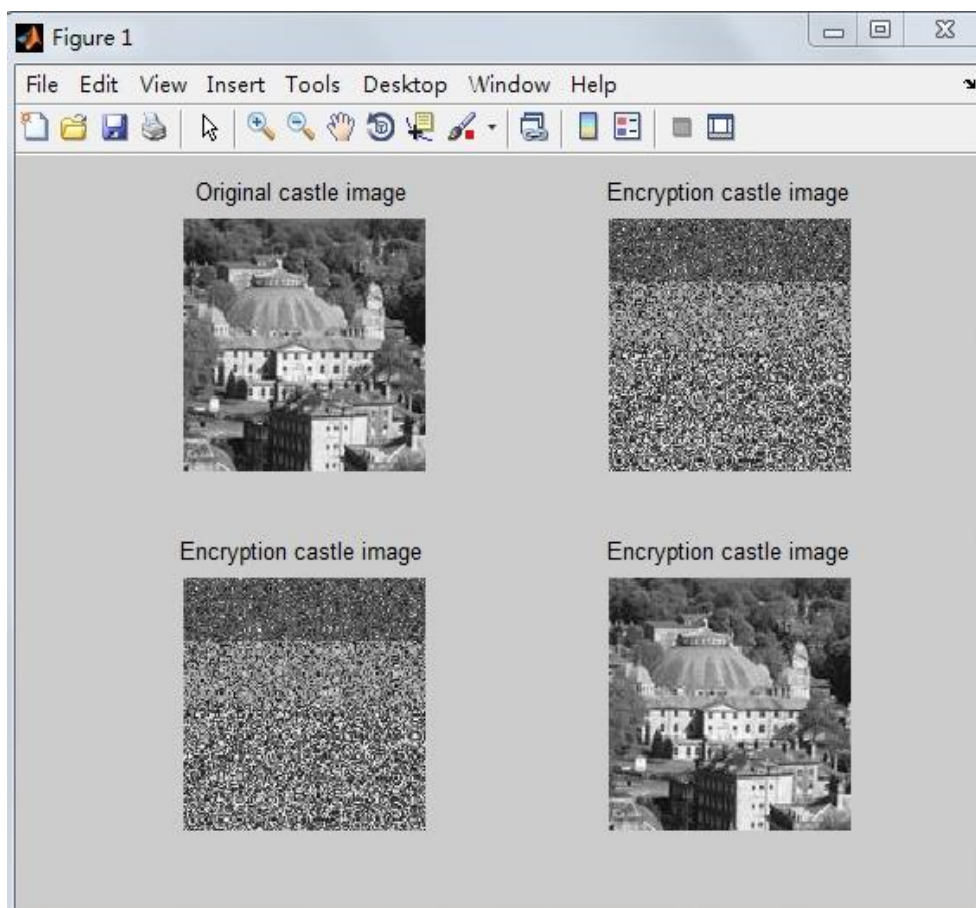 Figure 1
File Edit View Insert Tools Desktop Window Help
Original castle image
Encryption castle image
Encryption castle image
Encryption castle image